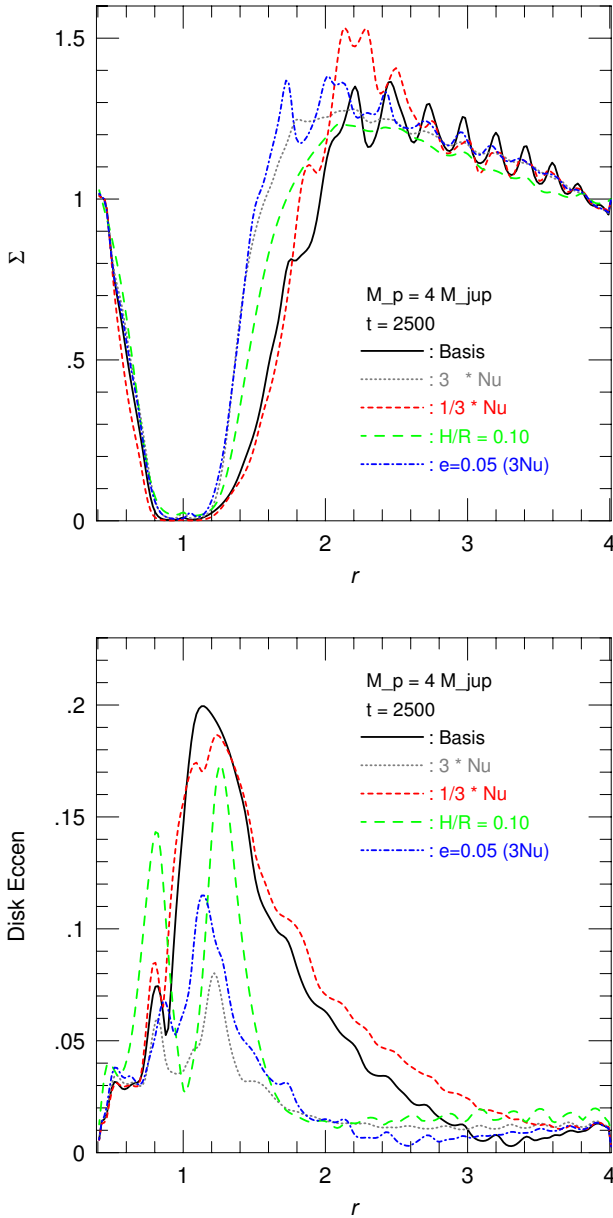 1.5
1
Σ
0.5
0
M_p = 4 M_jup
t = 2500
: Basis
: 3 * Nu
: 1/3 * Nu
: H/R = 0.10
: e=0.05 (3Nu)
1 2 3 4
r
.2
.15
.1
Disk Eccen
.05
0
M_p = 4 M_jup
t = 2500
: Basis
: 3 * Nu
: 1/3 * Nu
: H/R = 0.10
: e=0.05 (3Nu)
1 2 3 4
r